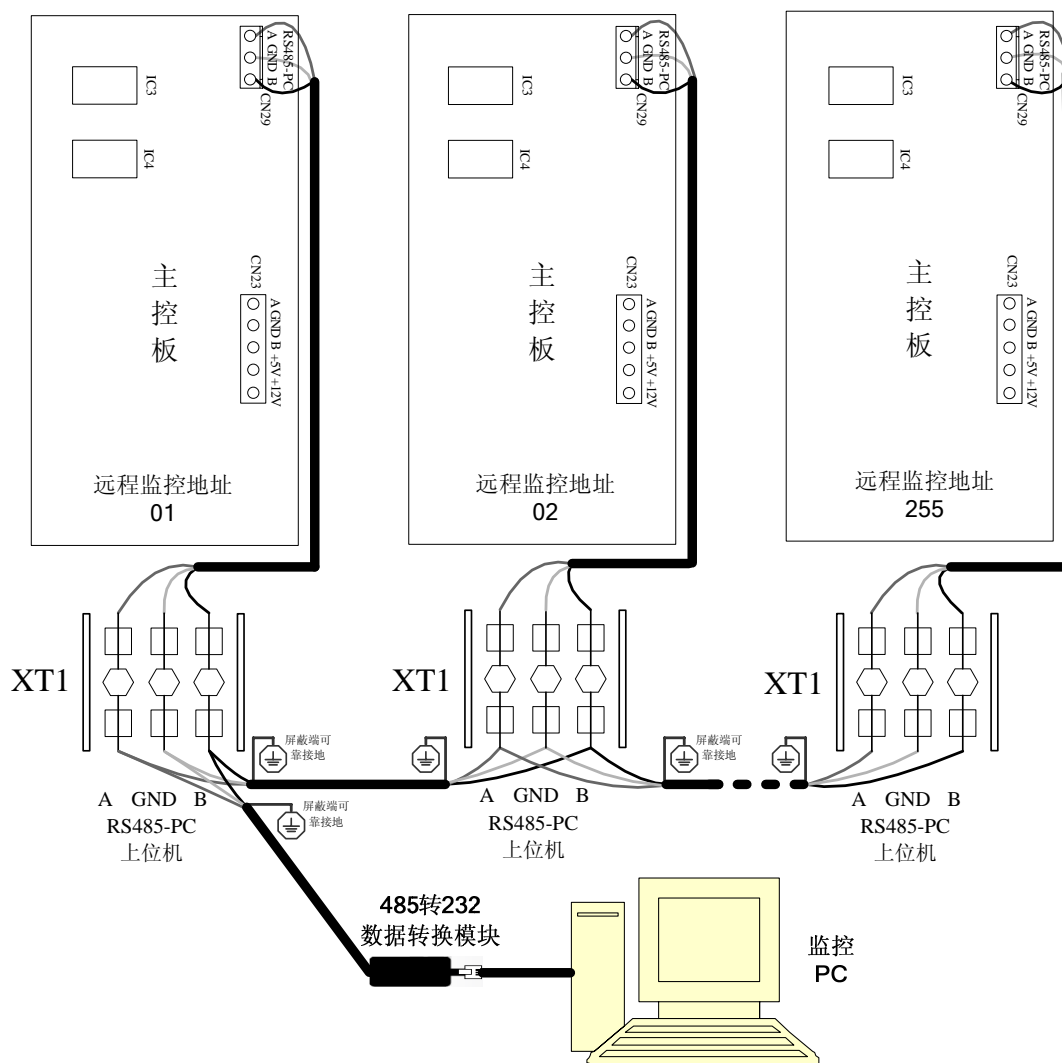 RS485-PC
A GND B
CN29
IC3
IC4
主
控
板
CN23
A GND B +5V +12V
远程监控地址
01
RS485-PC
A GND B
CN29
IC3
IC4
主
控
板
CN23
A GND B +5V +12V
远程监控地址
02
RS485-PC
A GND B
CN29
IC3
IC4
主
控
板
CN23
A GND B +5V +12V
远程监控地址
255
XT1
XT1
XT1
屏蔽端可
靠接地
屏蔽端可
靠接地
屏蔽端可
靠接地
A GND B
RS485-PC
上位机
A GND B
RS485-PC
上位机
A GND B
RS485-PC
上位机
485转232
数据转换模块
监控
PC